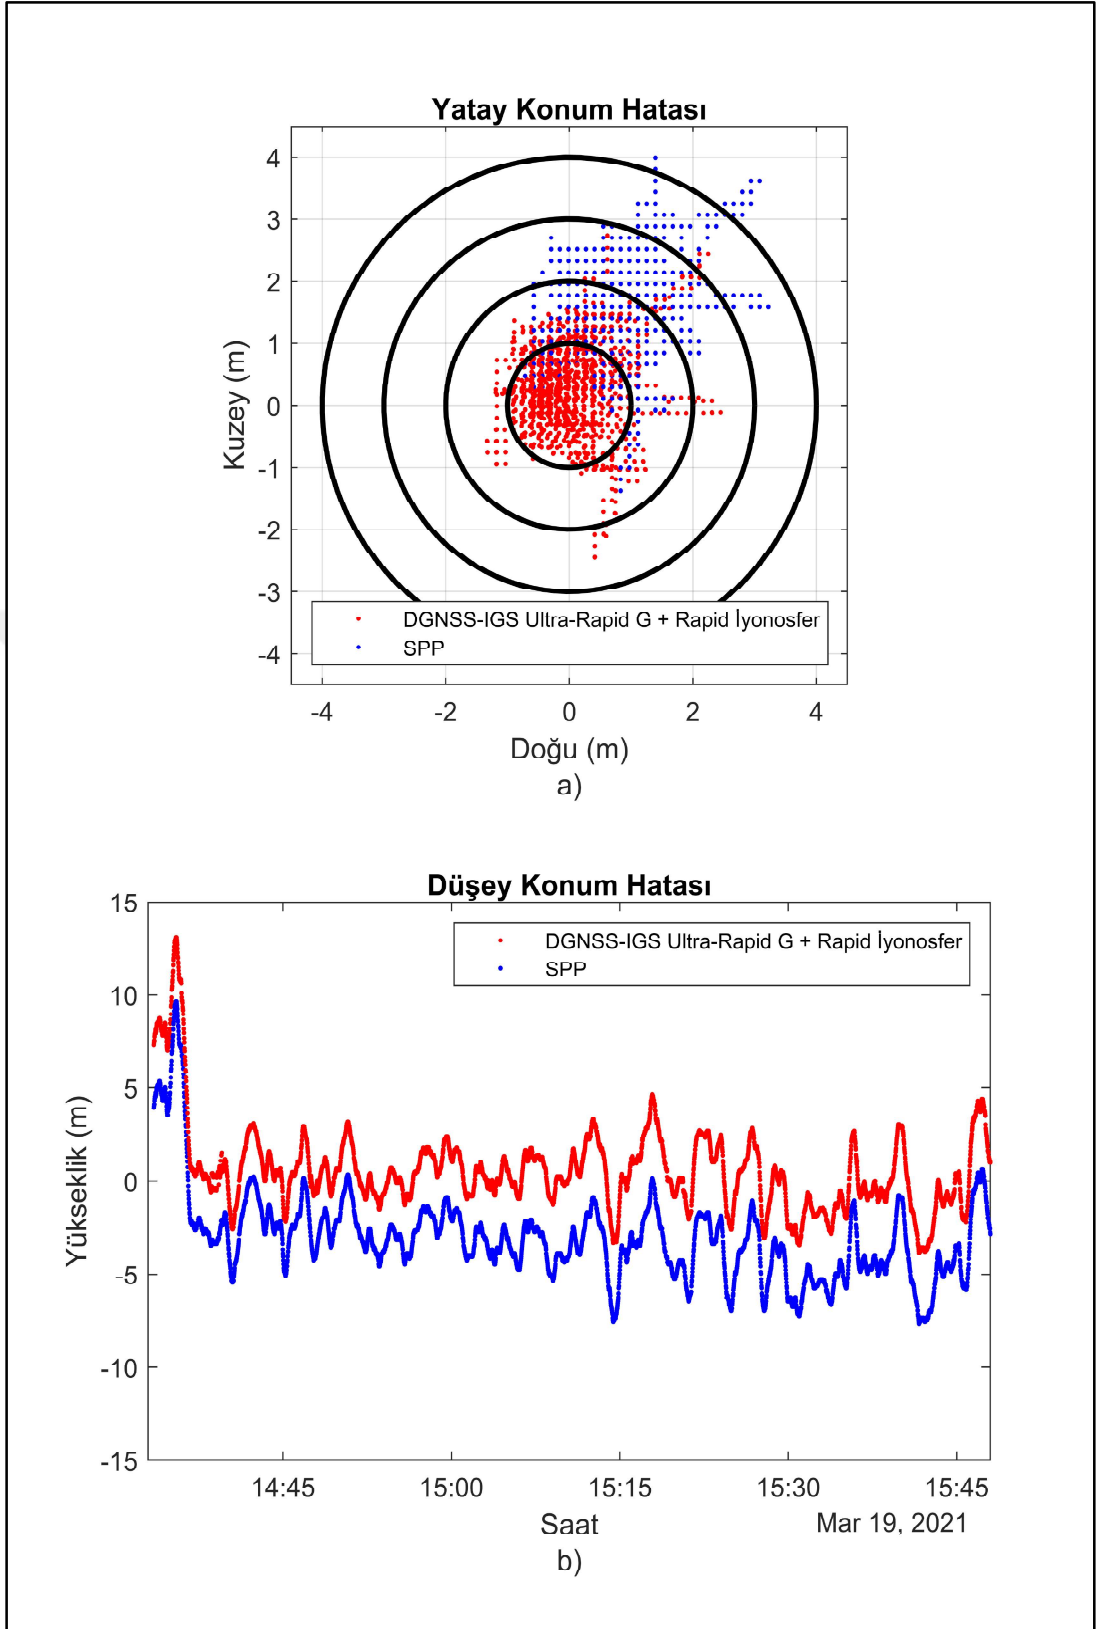 Yatay Konum Hatası
4
3
2
1
0
-1
-2
-3
-4
Kuzey (m)
DGNSS-IGS Ultra-Rapid G + Rapid İyonosfer
SPP
-4 -2 0 2 4
Doğu (m)
a)
Düşey Konum Hatası
15
10
5
0
-5
-10
-15
Yükseklik (m)
DGNSS-IGS Ultra-Rapid G + Rapid İyonosfer
SPP
14:45 15:00 15:15 15:30 15:45
Saat
Mar 19, 2021
b)